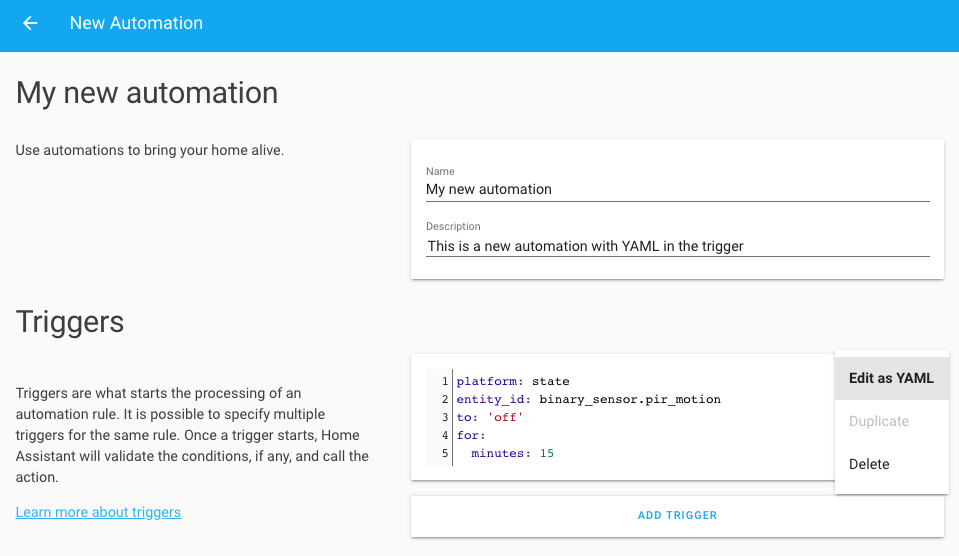 New Automation
My new automation
Use automations to bring your home alive.
Name
My new automation
Description
This is a new automation with YAML in the trigger
Triggers
Triggers are what starts the processing of an
automation rule. It is possible to specify multiple
triggers for the same rule. Once a trigger starts, Home
Assistant will validate the conditions, if any, and call the
action.
Learn more about triggers
1 platform: state
2 entity_id: binary_sensor.pir_motion
3 to: 'off'
4 for:
5   minutes: 15
Edit as YAML
Duplicate
Delete
ADD TRIGGER